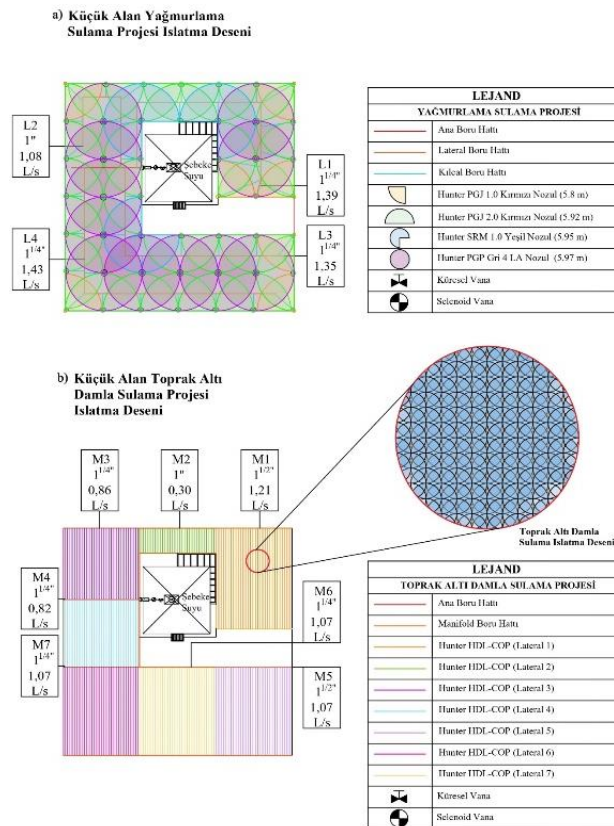 a) Küçük Alan Yağmurlama
Sulama Projesi Islatma Deseni
L2
1"
1,08
L/s
L4
1^1/4"
1,43
L/s
Şebeke
Suyu
L1
1^1/4"
1,39
L/s
L3
1^1/4"
1,35
L/s
LEJAND
YAĞMURLAMA SULAMA PROJESİ
Ana Boru Hattı
Lateral Boru Hattı
Kılcal Boru Hattı
Hunter PGJ 1.0 Kırmızı Nozul (5.8 m)
Hunter PGJ 2.0 Kırmızı Nozul (5.92 m)
Hunter SRM 1.0 Yeşil Nozul (5.95 m)
Hunter PGP Gri 4 LA Nozul (5.97 m)
Küresel Vana
Selenoid Vana
b) Küçük Alan Toprak Altı
Damla Sulama Projesi
Islatma Deseni
M3
1^1/4"
0,86
L/s
M2
1"
0,30
L/s
M1
1^1/2"
1,21
L/s
Toprak Altı Damla
Sulama Islatma Deseni
M4
1^1/4"
0,82
L/s
M7
1^1/4"
1,07
L/s
Şebeke
Suyu
M6
1^1/4"
1,07
L/s
M5
1^1/2"
1,07
L/s
LEJAND
TOPRAK ALTI DAMLA SULAMA PROJESİ
Ana Boru Hattı
Manifold Boru Hattı
Hunter HDL-COP (Lateral 1)
Hunter HDL-COP (Lateral 2)
Hunter HDL-COP (Lateral 3)
Hunter HDL-COP (Lateral 4)
Hunter HDL-COP (Lateral 5)
Hunter HDL-COP (Lateral 6)
Hunter HDL-COP (Lateral 7)
Küresel Vana
Selenoid Vana